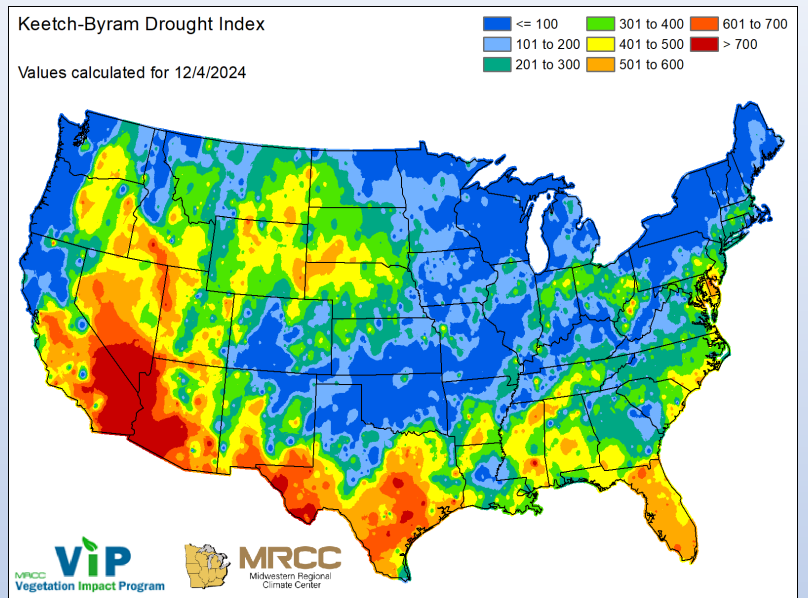 Keetch-Byram Drought Index
Values calculated for 12/4/2024
<= 100
101 to 200
201 to 300
301 to 400
401 to 500
501 to 600
601 to 700
> 700
MRCC
ViP
Vegetation Impact Program
MRCC
Midwestern Regional
Climate Center